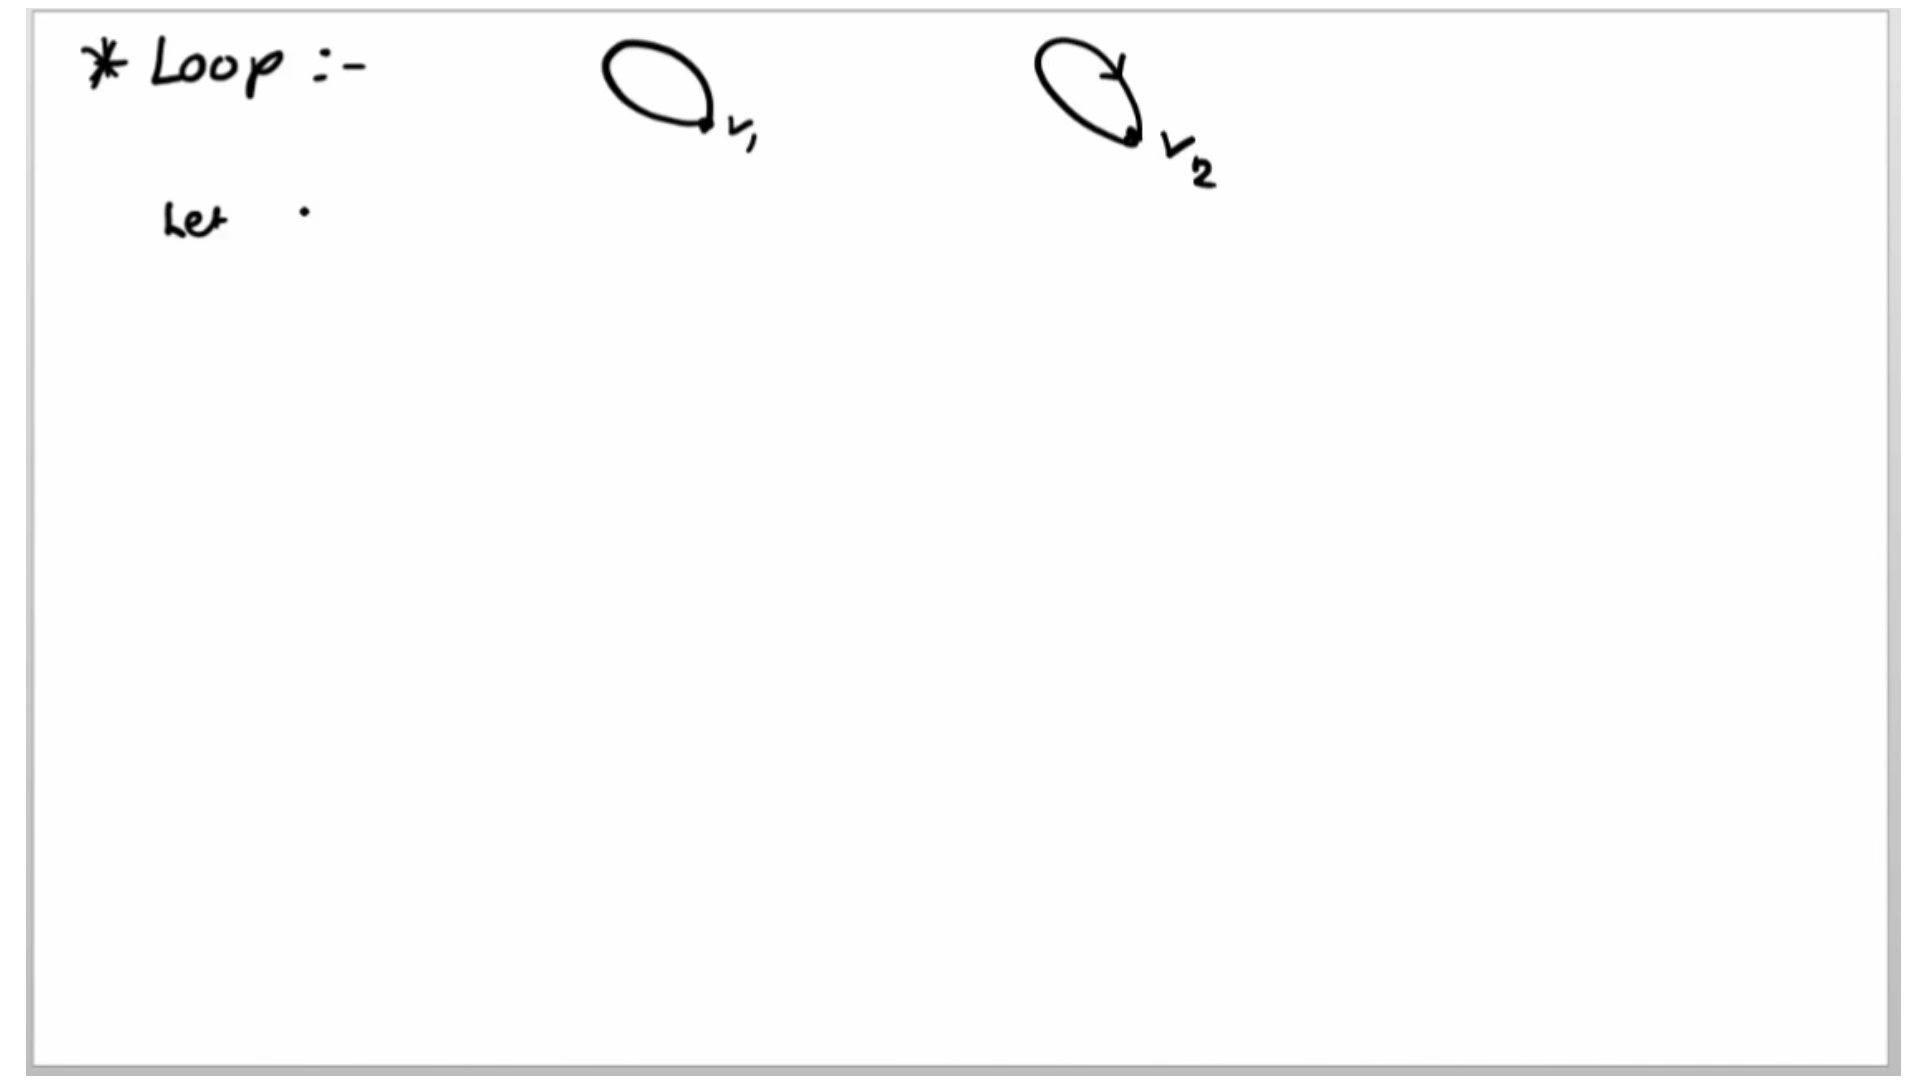 * Loop :-
v₁
v₂
Let